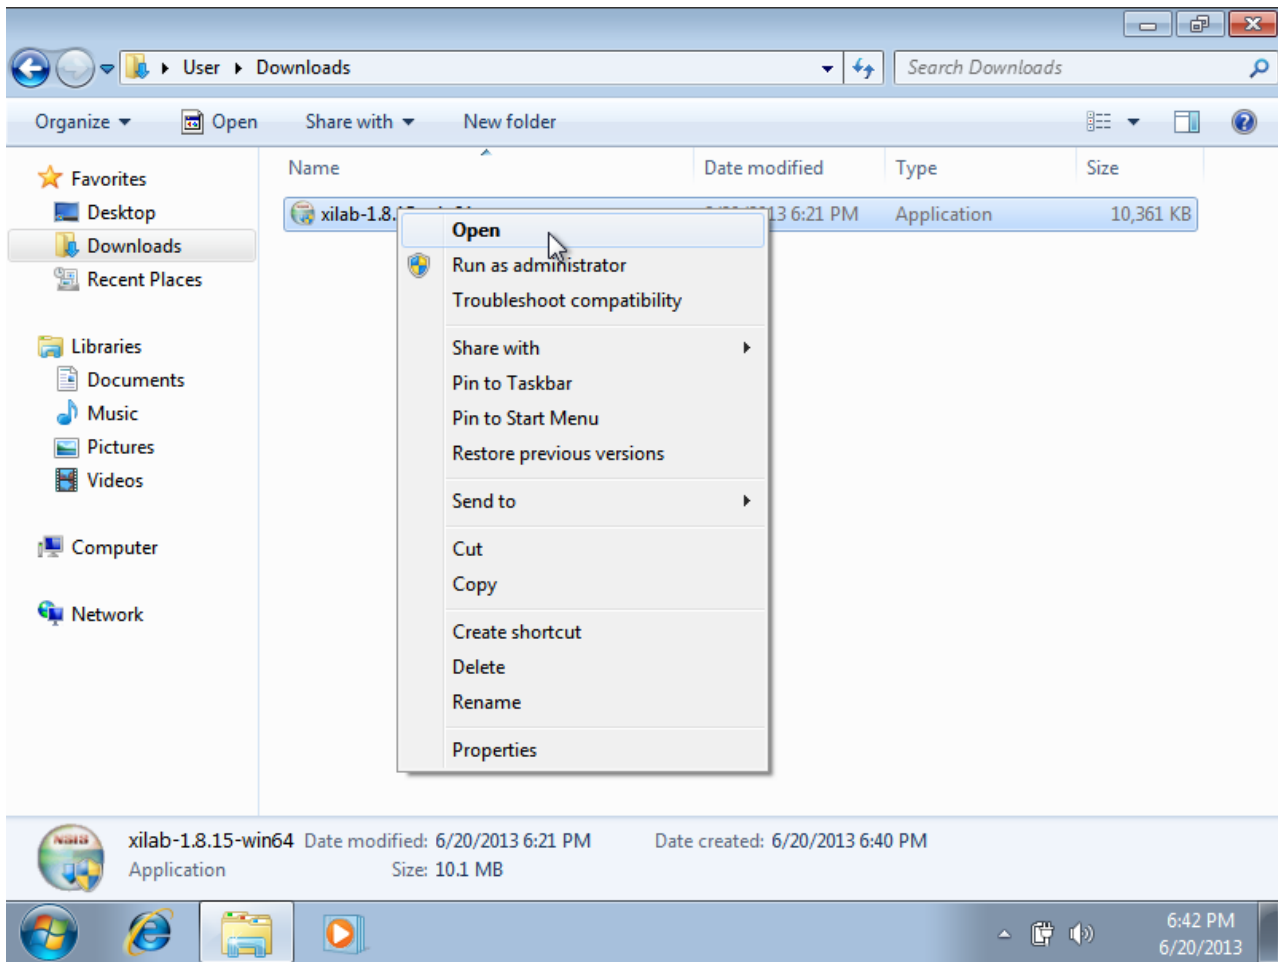 User Downloads
Search Downloads
Organize Open Share with New folder
Name Date modified Type Size
Favorites
Desktop
Downloads
Recent Places
Libraries
Documents
Music
Pictures
Videos
Computer
Network
xilab-1.8. 13 6:21 PM Application 10,361 KB
Open
Run as administrator
Troubleshoot compatibility
Share with
Pin to Taskbar
Pin to Start Menu
Restore previous versions
Send to
Cut
Copy
Create shortcut
Delete
Rename
Properties
NSIS
xilab-1.8.15-win64 Date modified: 6/20/2013 6:21 PM Date created: 6/20/2013 6:40 PM
Application Size: 10.1 MB
6:42 PM
6/20/2013